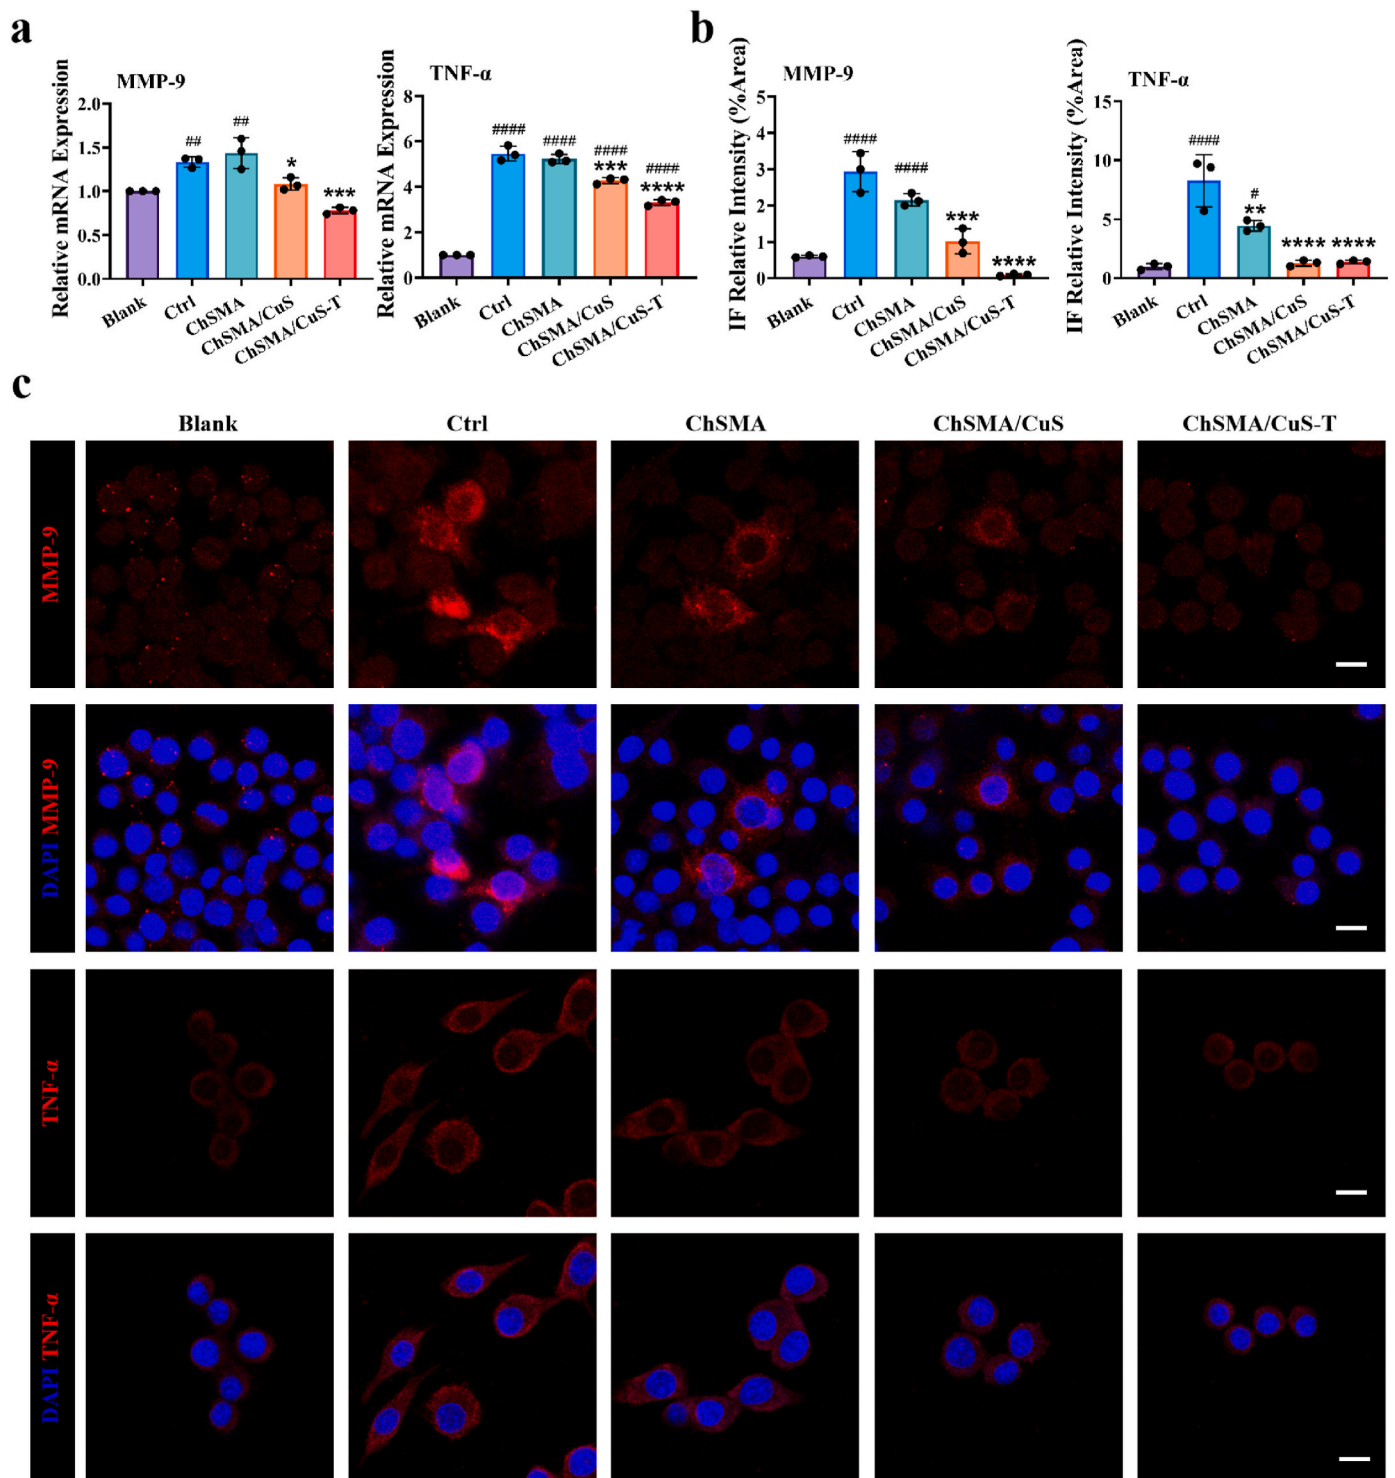 a
MMP-9
Relative mRNA Expression
2.0
1.5
1.0
0.5
0.0
##
##
*
***
Blank
Ctrl
ChSMA
ChSMA/CuS
ChSMA/CuS-T
TNF-α
Relative mRNA Expression
8
6
4
2
0
####
####
####
***
####
****
Blank
Ctrl
ChSMA
ChSMA/CuS
ChSMA/CuS-T
b
MMP-9
IF Relative Intensity (%Area)
5
4
3
2
1
0
####
####
***
****
Blank
Ctrl
ChSMA
ChSMA/CuS
ChSMA/CuS-T
TNF-α
IF Relative Intensity (%Area)
15
10
5
0
####
#
**
****
****
Blank
Ctrl
ChSMA
ChSMA/CuS
ChSMA/CuS-T
c
Blank
Ctrl
ChSMA
ChSMA/CuS
ChSMA/CuS-T
MMP-9
DAPI MMP-9
TNF-α
DAPI TNF-α